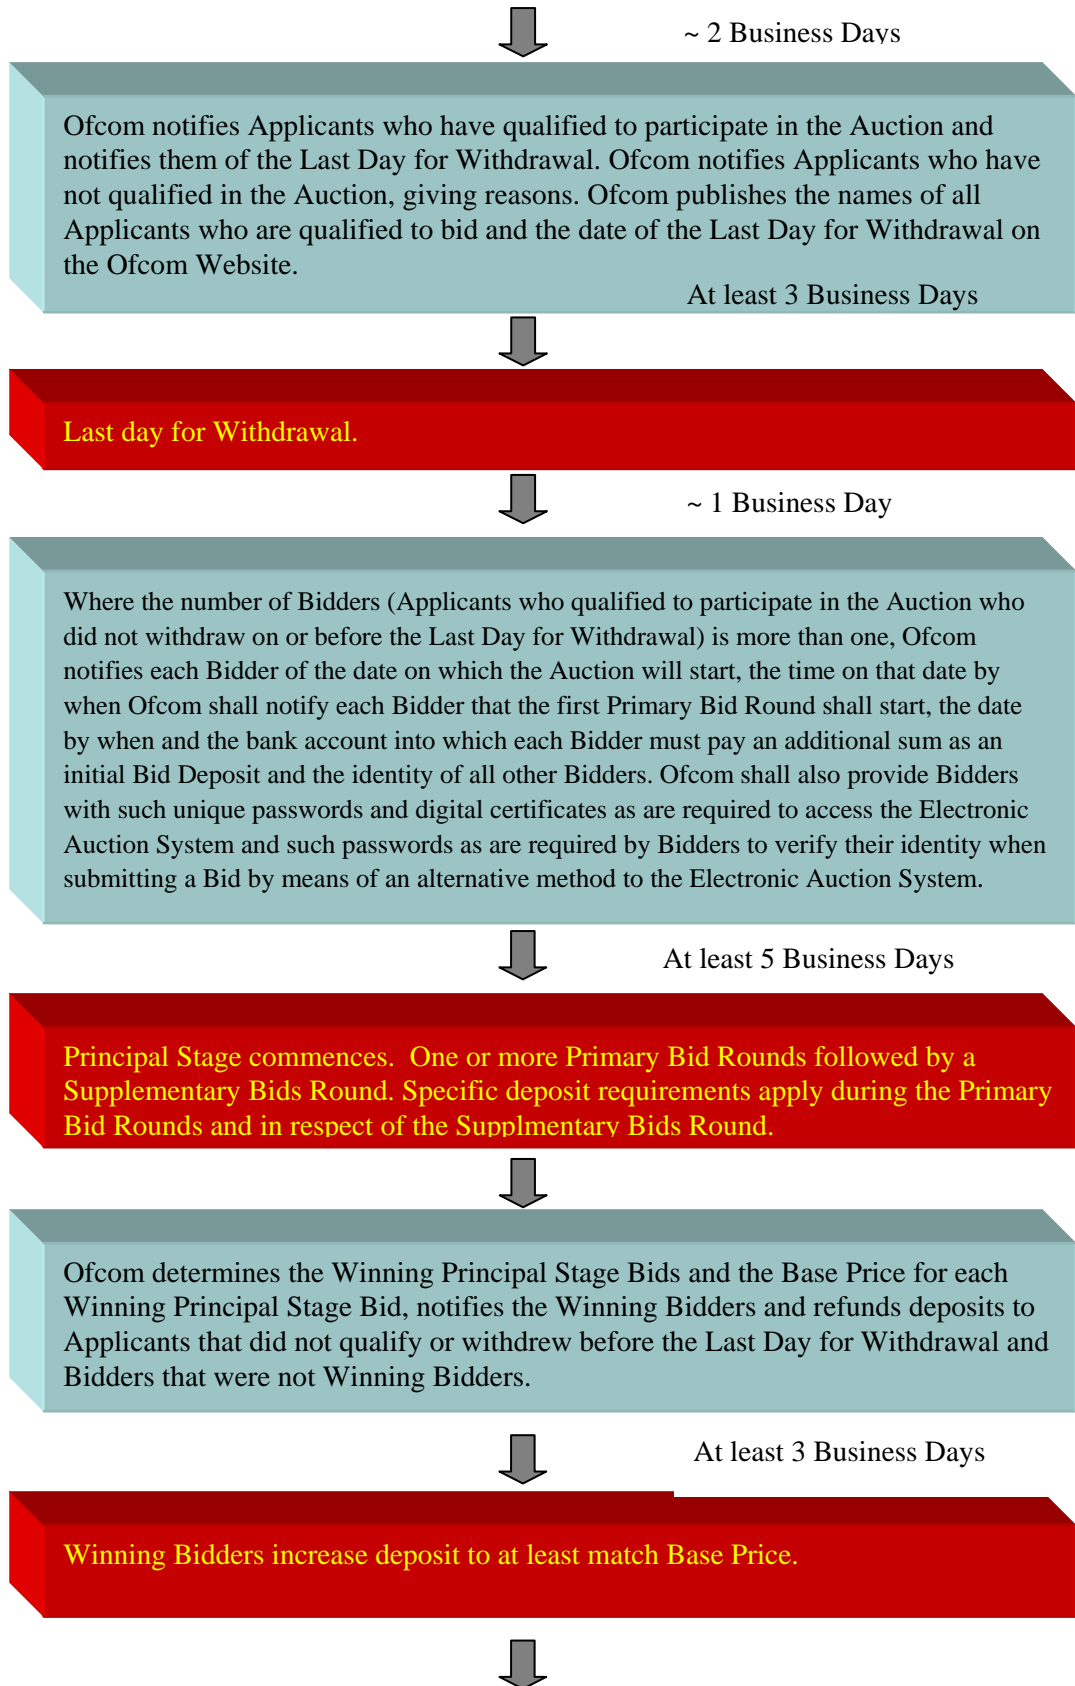 ~ 2 Business Days
Ofcom notifies Applicants who have qualified to participate in the Auction and
notifies them of the Last Day for Withdrawal. Ofcom notifies Applicants who have
not qualified in the Auction, giving reasons. Ofcom publishes the names of all
Applicants who are qualified to bid and the date of the Last Day for Withdrawal on
the Ofcom Website.
At least 3 Business Days
Last day for Withdrawal.
~ 1 Business Day
Where the number of Bidders (Applicants who qualified to participate in the Auction who
did not withdraw on or before the Last Day for Withdrawal) is more than one, Ofcom
notifies each Bidder of the date on which the Auction will start, the time on that date by
when Ofcom shall notify each Bidder that the first Primary Bid Round shall start, the date
by when and the bank account into which each Bidder must pay an additional sum as an
initial Bid Deposit and the identity of all other Bidders. Ofcom shall also provide Bidders
with such unique passwords and digital certificates as are required to access the Electronic
Auction System and such passwords as are required by Bidders to verify their identity when
submitting a Bid by means of an alternative method to the Electronic Auction System.
At least 5 Business Days
Principal Stage commences.  One or more Primary Bid Rounds followed by a
Supplementary Bids Round. Specific deposit requirements apply during the Primary
Bid Rounds and in respect of the Supplmentary Bids Round.
Ofcom determines the Winning Principal Stage Bids and the Base Price for each
Winning Principal Stage Bid, notifies the Winning Bidders and refunds deposits to
Applicants that did not qualify or withdrew before the Last Day for Withdrawal and
Bidders that were not Winning Bidders.
At least 3 Business Days
Winning Bidders increase deposit to at least match Base Price.